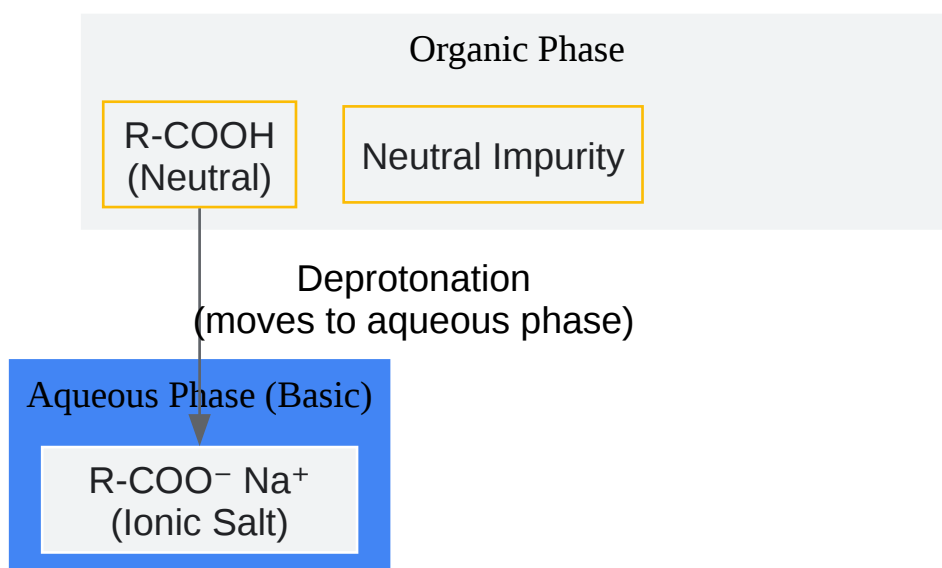 Organic Phase
R-COOH
(Neutral)
Neutral Impurity
Deprotonation
(moves to aqueous phase)
Aqueous Phase (Basic)
R-COO⁻ Na⁺
(Ionic Salt)